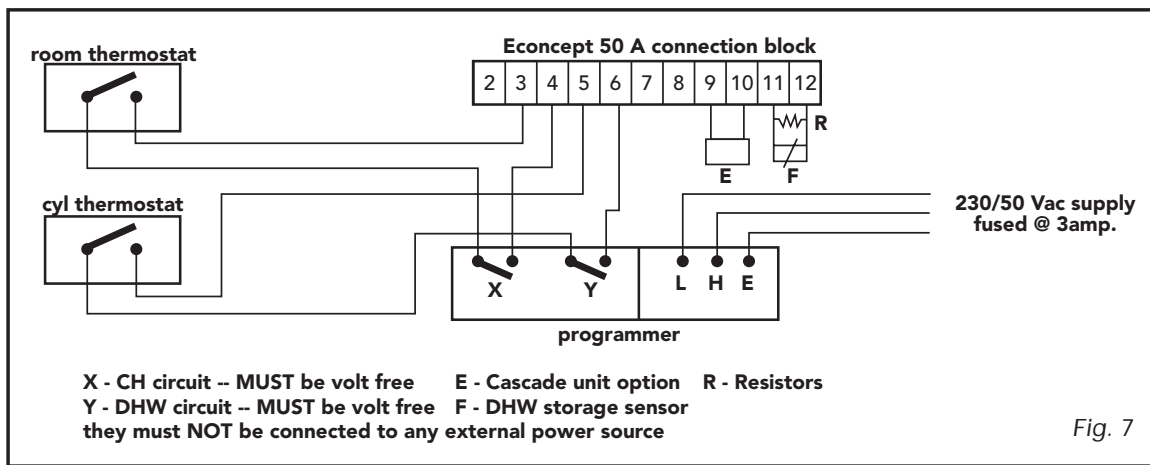 room thermostat
Econcept 50 A connection block
2 3 4 5 6 7 8 9 10 11 12
R
E
F
cyl thermostat
230/50 Vac supply
fused @ 3amp.
X
Y
L H E
programmer
X - CH circuit -- MUST be volt free E - Cascade unit option R - Resistors
Y - DHW circuit -- MUST be volt free F - DHW storage sensor
they must NOT be connected to any external power source
Fig. 7